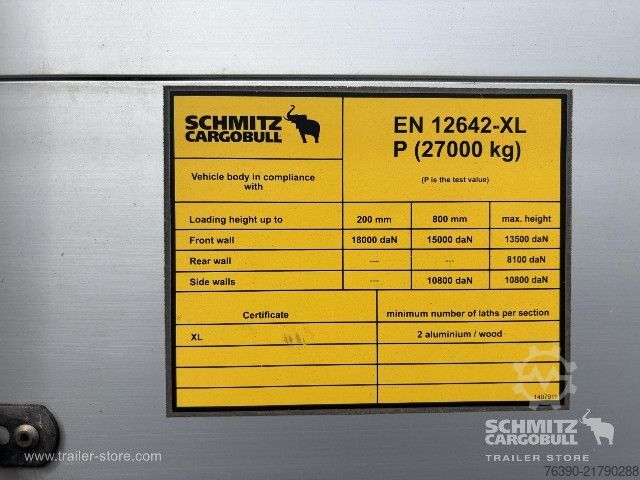 SCHMITZ
CARGOBULL
EN 12642-XL
P (27000 kg)
Vehicle body in compliance
with
(P is the test value)
Loading height up to 200 mm 800 mm max. height
Front wall 18000 daN 15000 daN 13500 daN
Rear wall --- --- 8100 daN
Side walls --- 10800 daN 10800 daN
Certificate minimum number of laths per section
XL 2 aluminium / wood
1407911
SCHMITZ
CARGOBULL
TRAILER STORE
www.trailer-store.com
76390-21790288